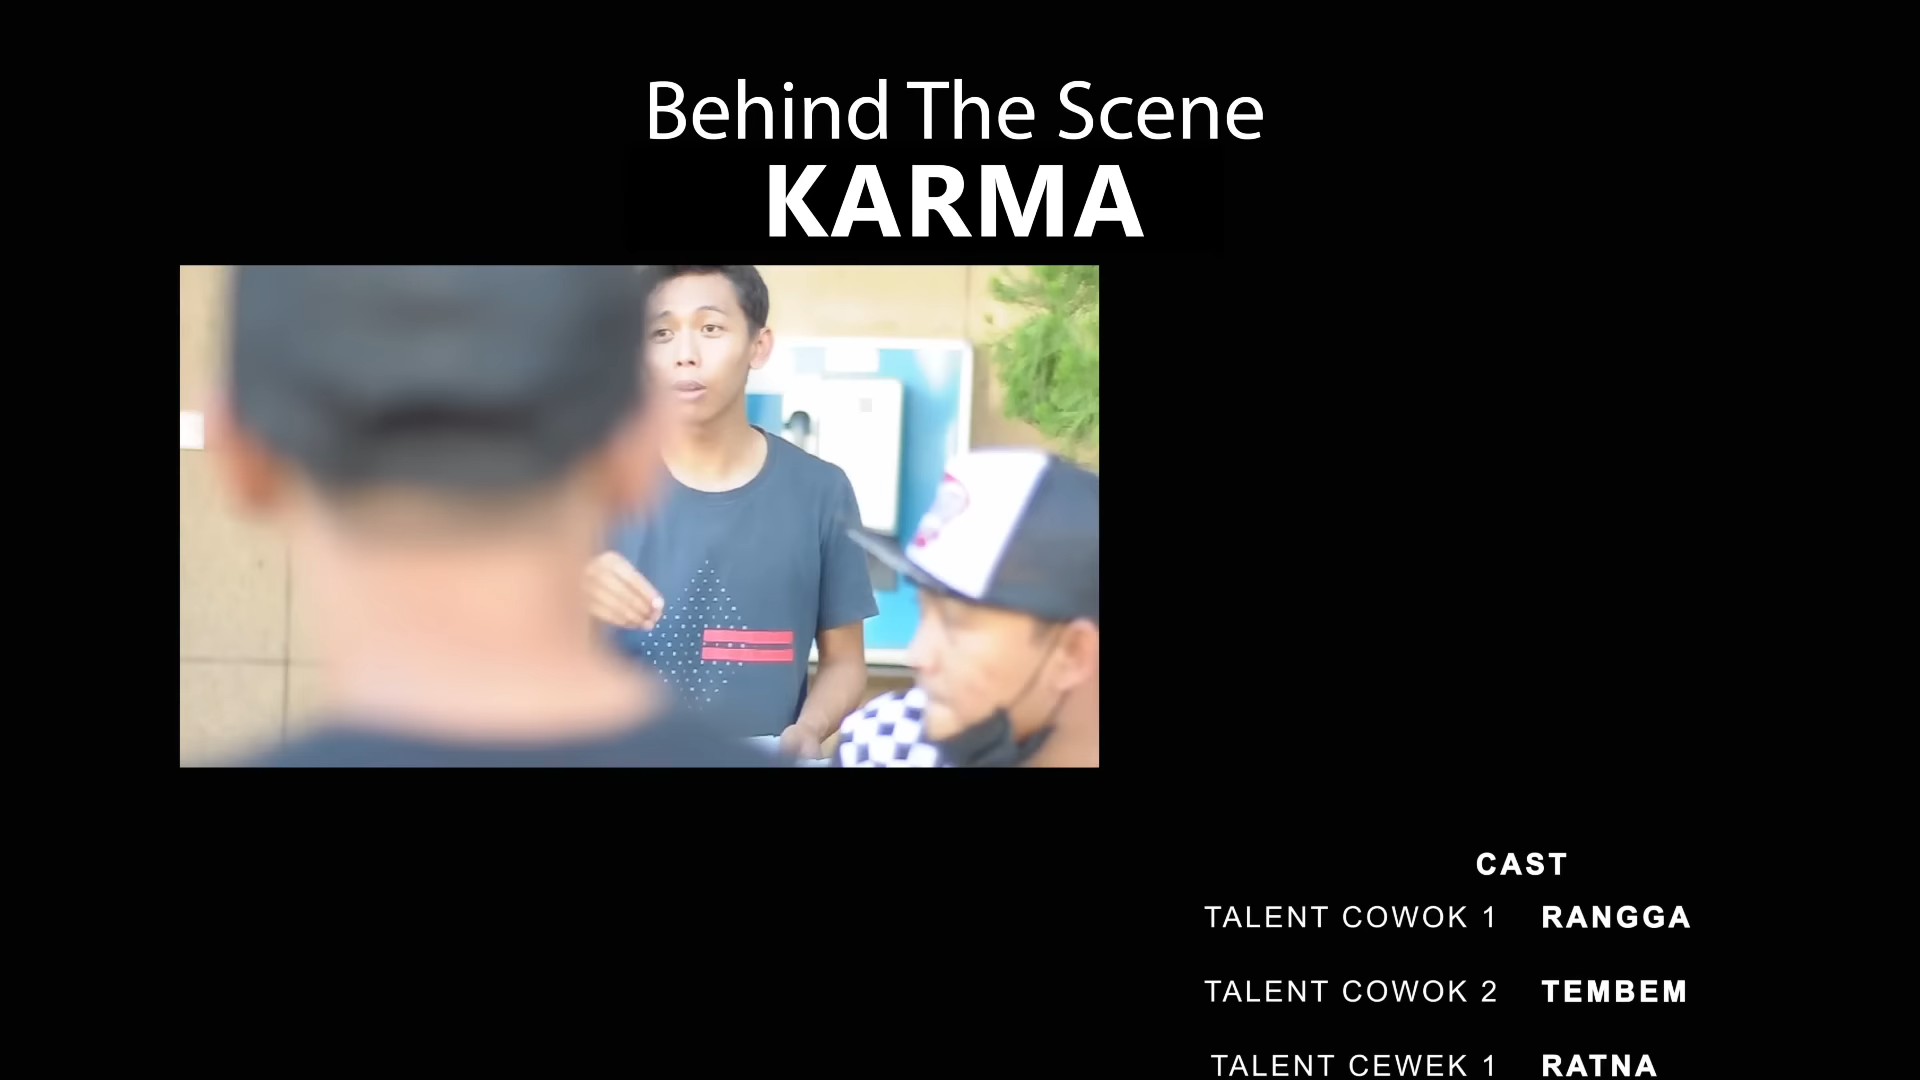 Behind The Scene
KARMA
CAST
TALENT COWOK 1 RANGGA
TALENT COWOK 2 TEMBEM
TALENT CEWEK 1 RATNA